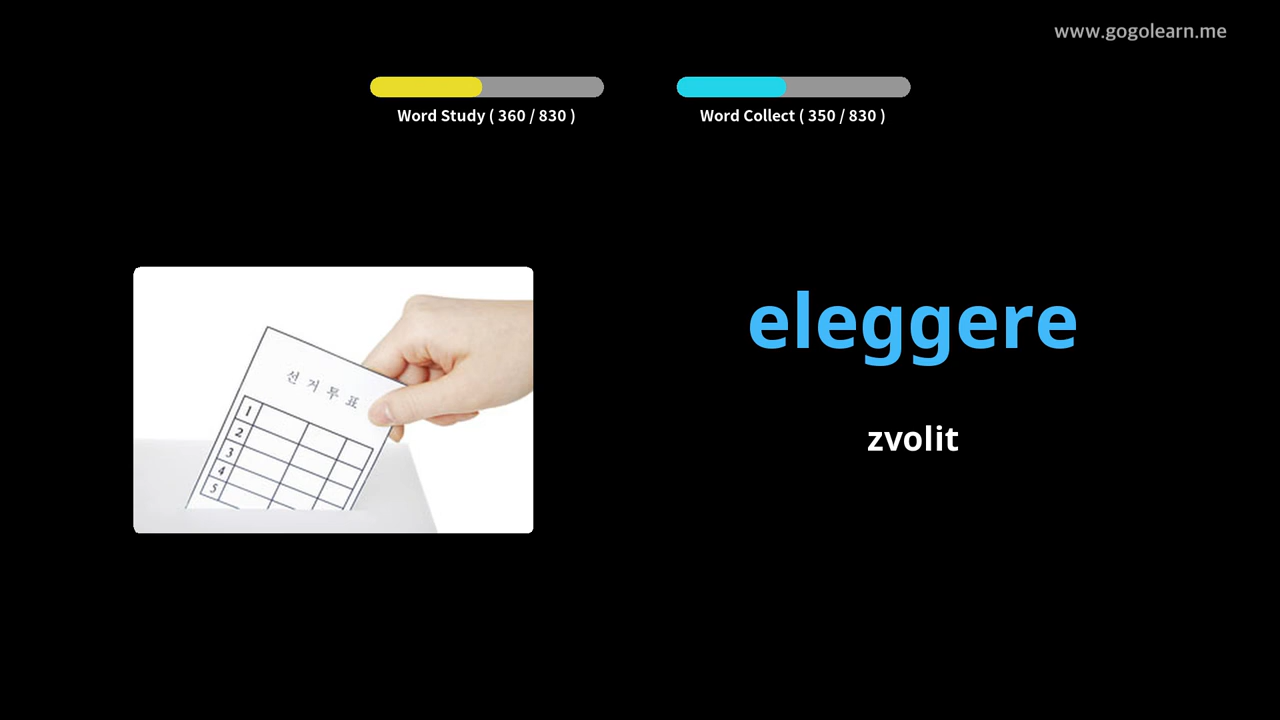 www.gogolearn.me
Word Study ( 360 / 830 )
Word Collect ( 350 / 830 )
선거투표
1
2
3
4
5
eleggere
zvolit